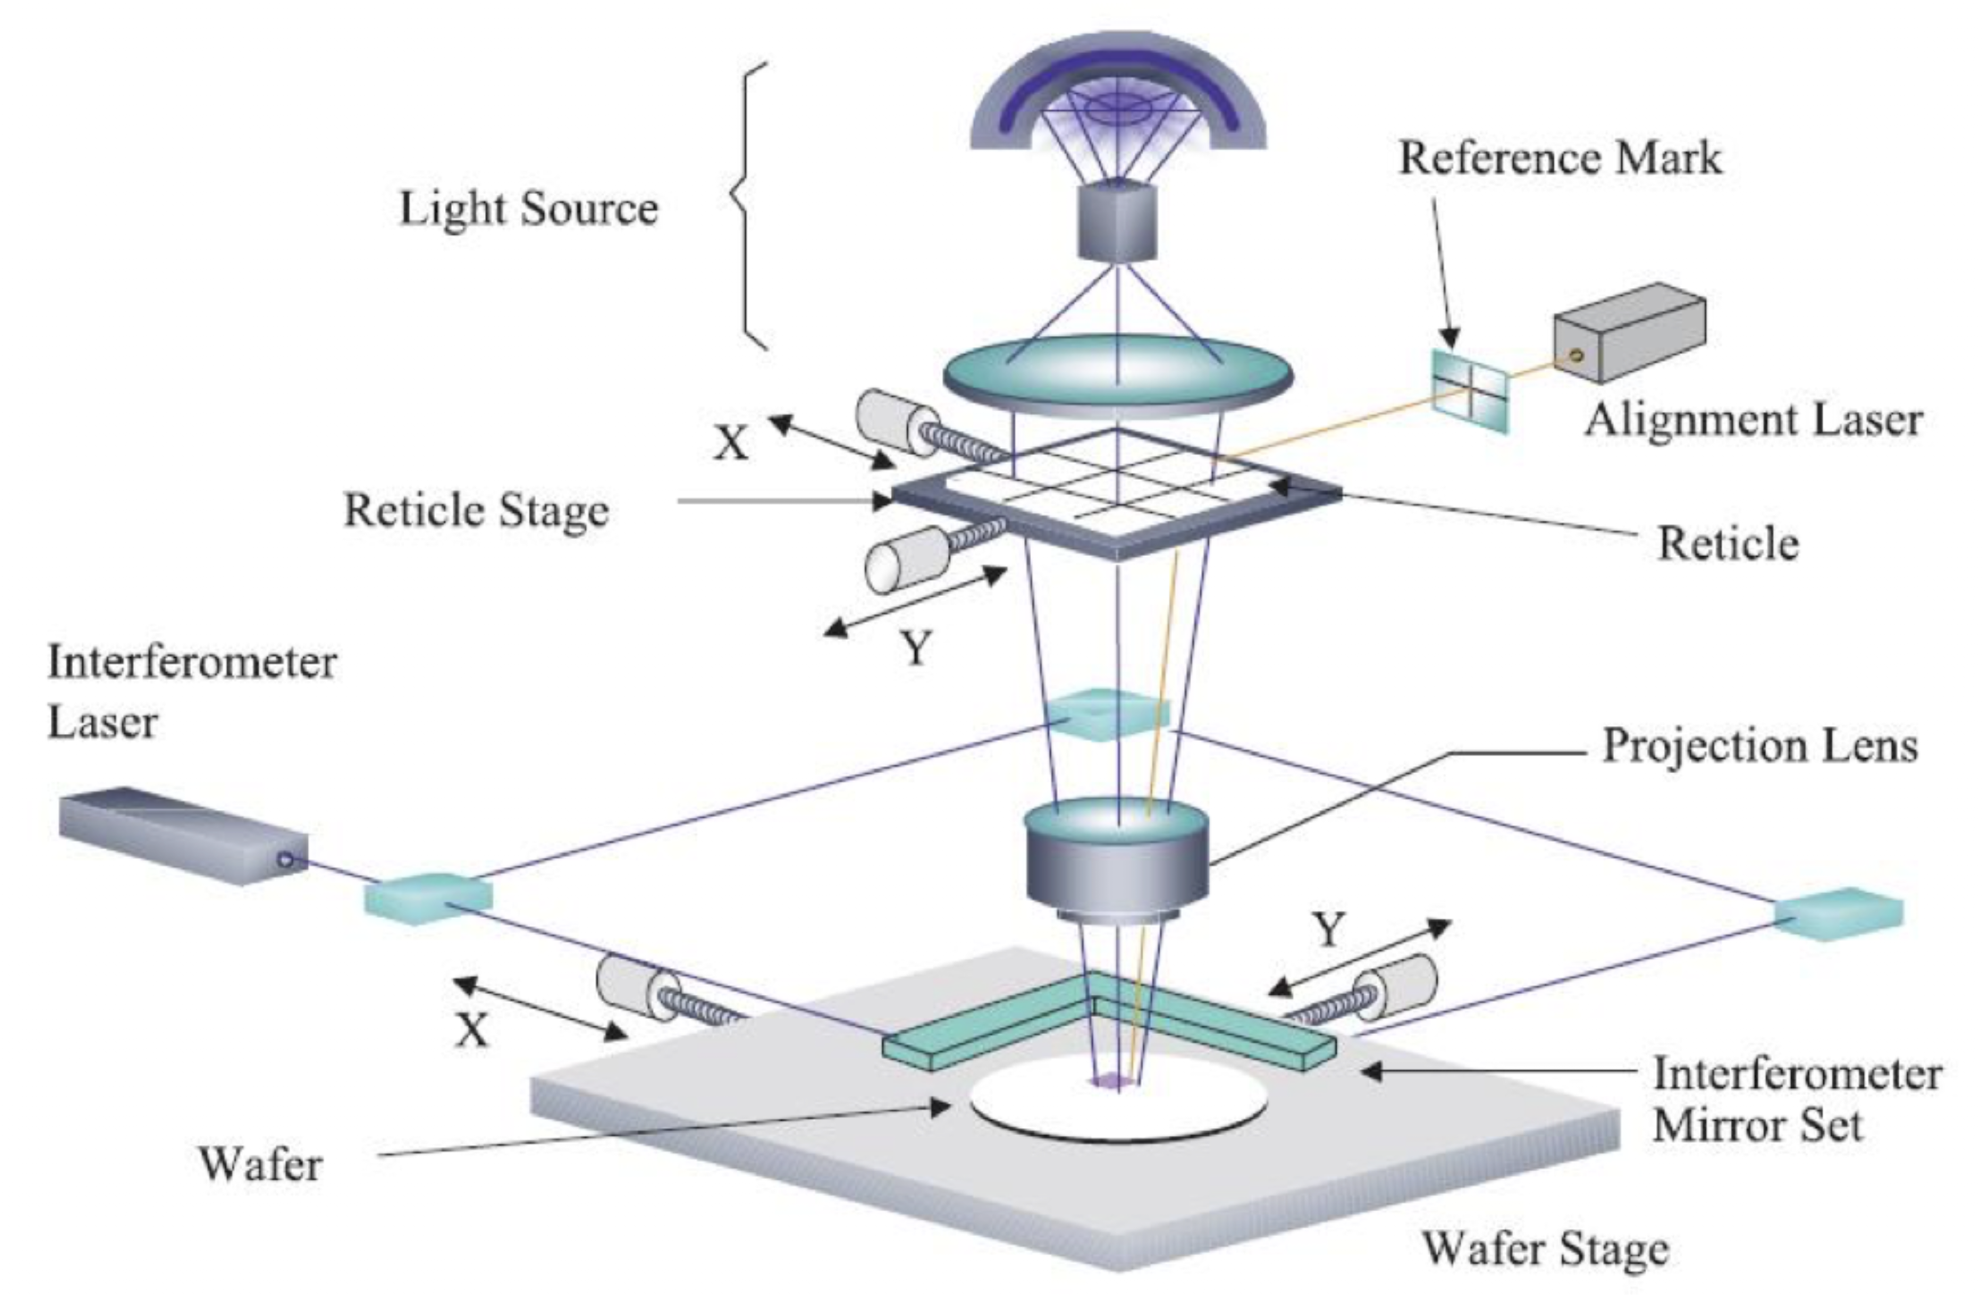 Light Source
Reference Mark
Alignment Laser
X
Reticle Stage
Reticle
Y
Interferometer
Laser
Projection Lens
Y
X
Interferometer
Mirror Set
Wafer
Wafer Stage